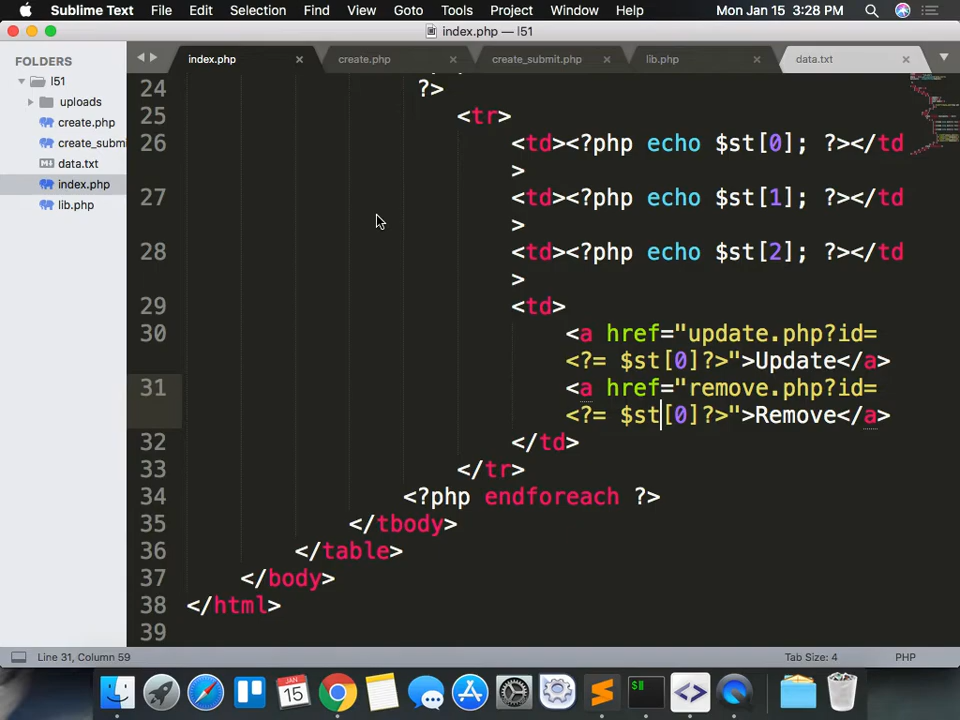 Sublime Text File Edit Selection Find View Goto Tools Project Window Help Mon Jan 15 3:28 PM
index.php — l51
FOLDERS
l51
uploads
create.php
create_submi
data.txt
index.php
lib.php
index.php create.php create_submit.php lib.php data.txt
24 ?>
25 <tr>
26 <td><?php echo $st[0]; ?></td
>
27 <td><?php echo $st[1]; ?></td
>
28 <td><?php echo $st[2]; ?></td
>
29 <td>
30 <a href="update.php?id=
<?= $st[0]?>">Update</a>
31 <a href="remove.php?id=
<?= $st[0]?>">Remove</a>
32 </td>
33 </tr>
34 <?php endforeach ?>
35 </tbody>
36 </table>
37 </body>
38 </html>
39
Line 31, Column 59 Tab Size: 4 PHP
JAN
15